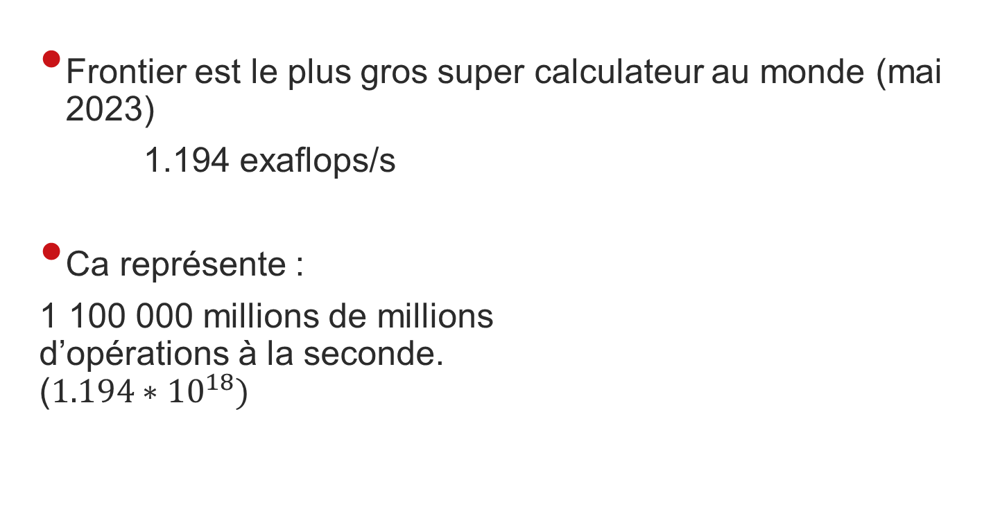 • Frontier est le plus gros super calculateur au monde (mai
2023)
1.194 exaflops/s
• Ca représente :
1 100 000 millions de millions
d’opérations à la seconde.
(1.194 ∗ 10¹⁸)